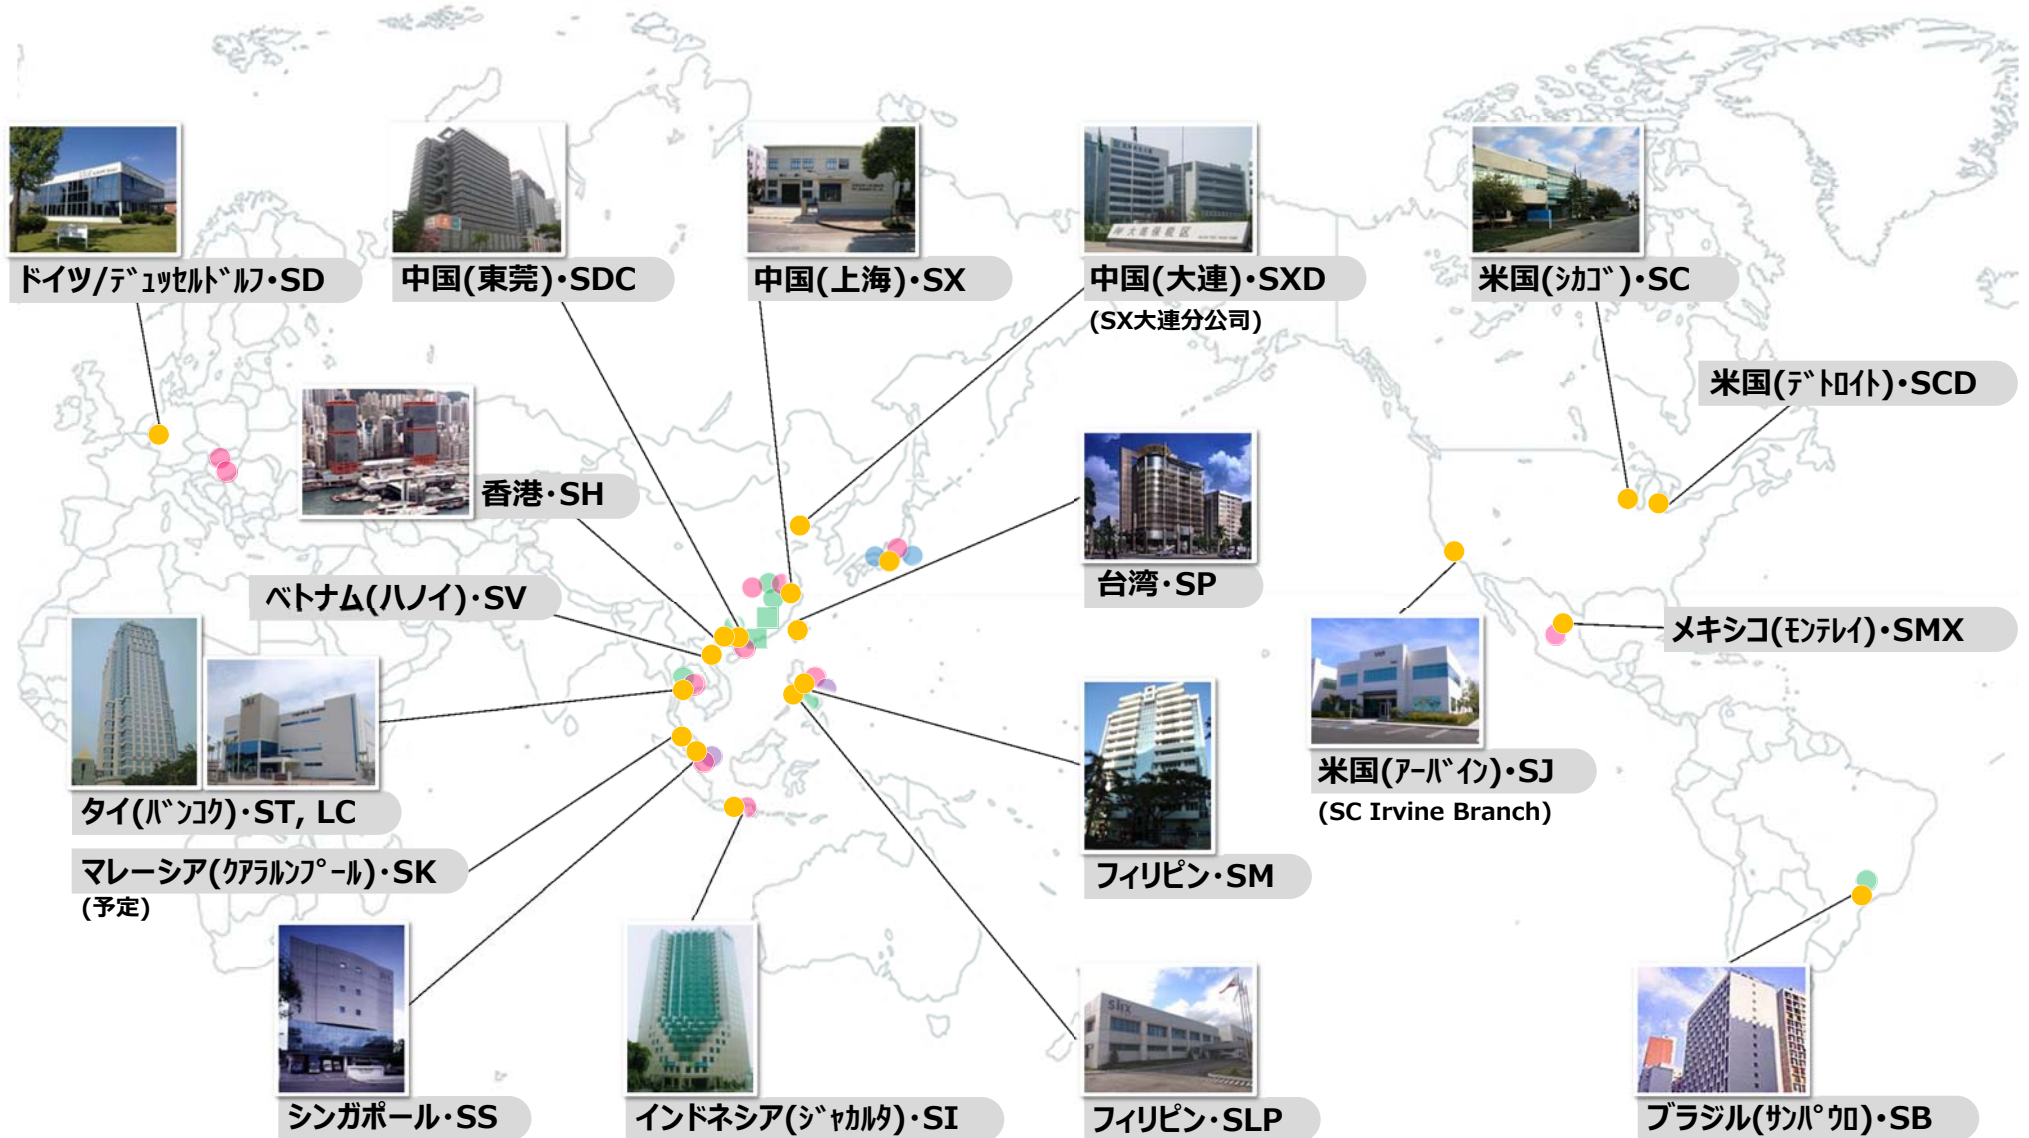 ドイツ/ﾃﾞｭｯｾﾙﾄﾞﾙﾌ・SD
中国(東莞)・SDC
中国(上海)・SX
中国(大連)・SXD
(SX大連分公司)
米国(ｼｶｺﾞ)・SC
米国(ﾃﾞﾄﾛｲﾄ)・SCD
香港・SH
台湾・SP
ベトナム(ハノイ)・SV
メキシコ(ﾓﾝﾃﾚｲ)・SMX
タイ(ﾊﾞﾝｺｸ)・ST, LC
米国(ｱｰﾊﾞｲﾝ)・SJ
(SC Irvine Branch)
マレーシア(ｸｱﾗﾙﾝﾌﾟｰﾙ)・SK
(予定)
フィリピン・SM
シンガポール・SS
インドネシア(ｼﾞｬｶﾙﾀ)・SI
SIIX
フィリピン・SLP
ブラジル(ｻﾝﾊﾟｳﾛ)・SB
大連保税区